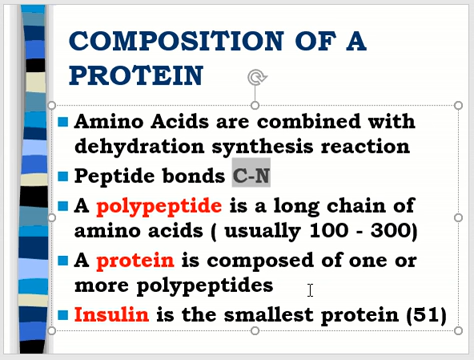 COMPOSITION OF A
PROTEIN
Amino Acids are combined with
dehydration synthesis reaction
Peptide bonds C-N
A polypeptide is a long chain of
amino acids ( usually 100 - 300)
A protein is composed of one or
more polypeptides
Insulin is the smallest protein (51)